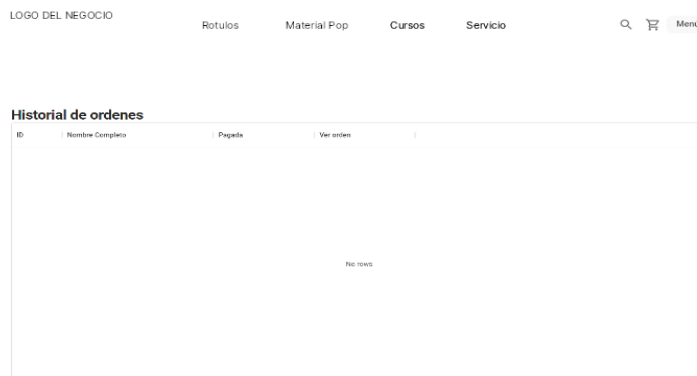 LOGO DEL NEGOCIO
Rotulos Material Pop Cursos Servicio Menú
Historial de ordenes
ID Nombre Completo Pagada Ver orden
No rows